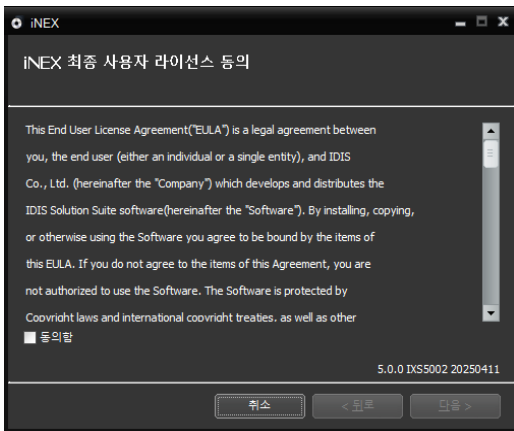 iNEX
iNEX 최종 사용자 라이선스 동의
This End User License Agreement("EULA") is a legal agreement between
you, the end user (either an individual or a single entity), and IDIS
Co., Ltd. (hereinafter the "Company") which develops and distributes the
IDIS Solution Suite software(hereinafter the "Software"). By installing, copying,
or otherwise using the Software you agree to be bound by the items of
this EULA. If you do not agree to the items of this Agreement, you are
not authorized to use the Software. The Software is protected by
Copyright laws and international copyright treaties, as well as other
동의함
5.0.0 IXS5002 20250411
취소
< 뒤로
다음 >